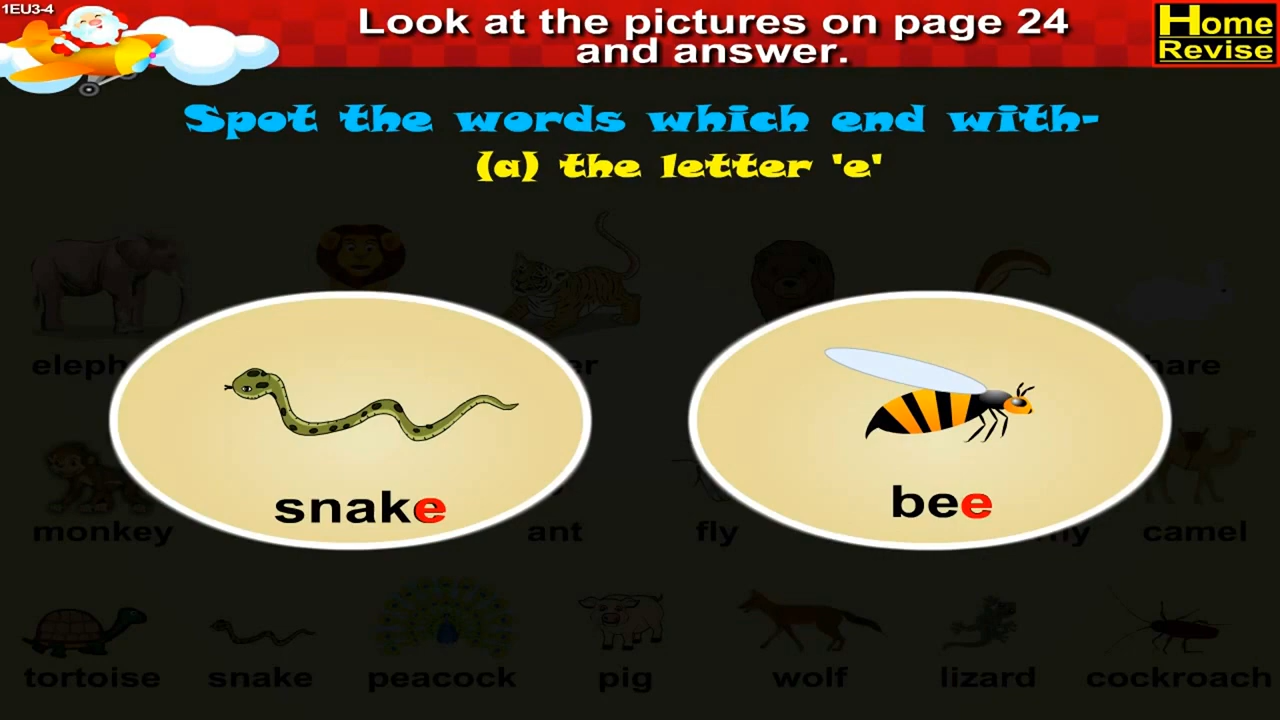 1EU3-4
Look at the pictures on page 24
and answer.
Home
Revise
Spot the words which end with-
(a) the letter 'e'
hare
snake
bee
monkey
ant
fly
camel
tortoise
snake
peacock
pig
wolf
lizard
cockroach